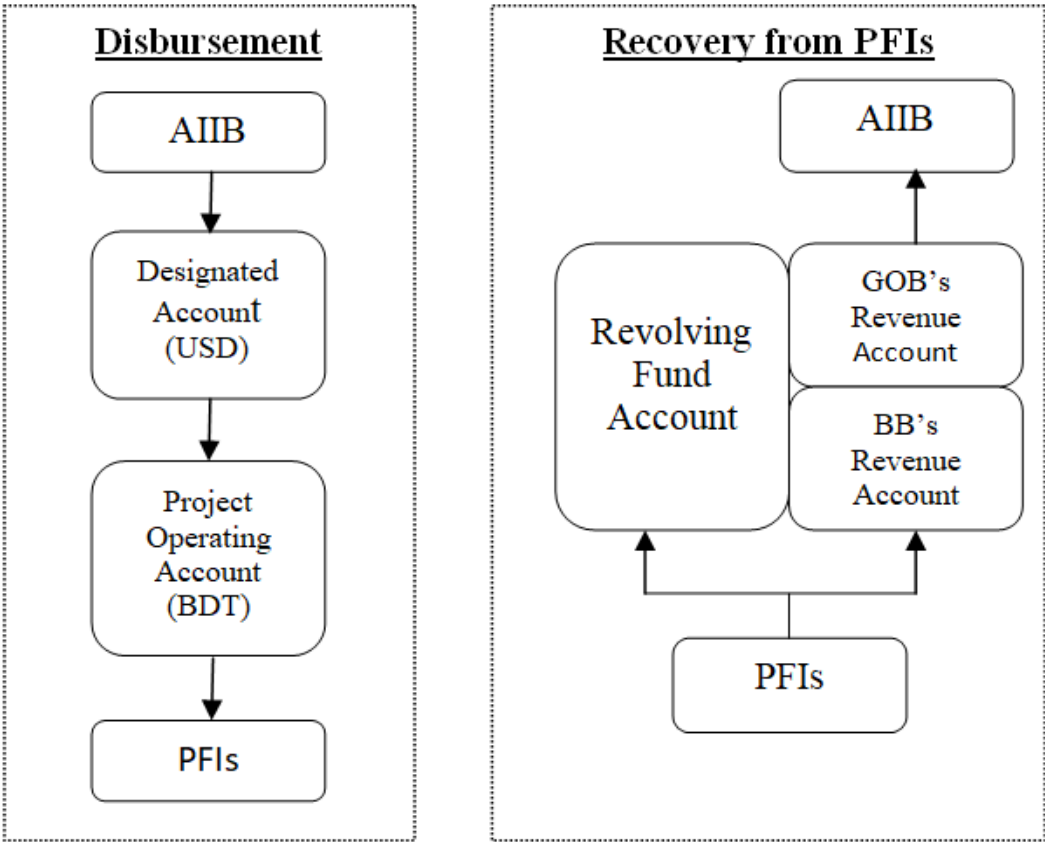 Disbursement
AIIB
Designated
Account
(USD)
Project
Operating
Account
(BDT)
PFIs
Recovery from PFIs
AIIB
Revolving
Fund
Account
GOB’s
Revenue
Account
BB’s
Revenue
Account
PFIs